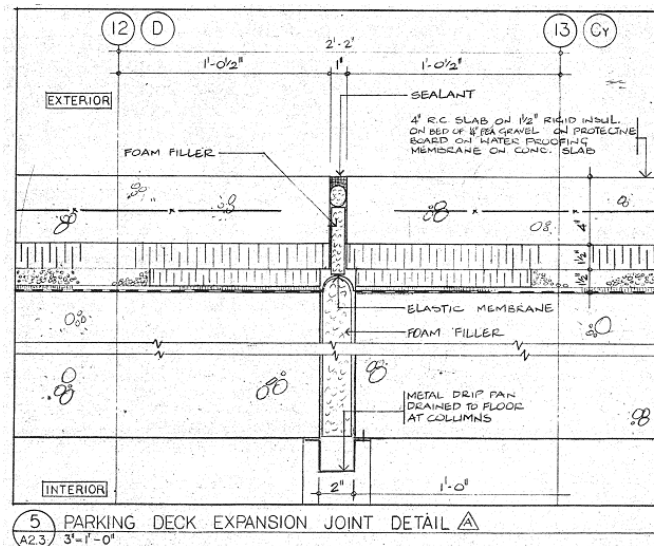 12 D 13 Cy
2'-2"
1'-0½" 1" 1'-0½"
EXTERIOR
SEALANT
4" R.C. SLAB ON 1½" RIGID INSUL.
ON BED OF PEA GRAVEL ON PROTECTIVE
BOARD ON WATER PROOFING
MEMBRANE ON CONC. SLAB
FOAM FILLER
4"
1½"
1½"
ELASTIC MEMBRANE
FOAM FILLER
METAL DRIP PAN
DRAINED TO FLOOR
AT COLUMNS
INTERIOR
2" 1'-0"
5 PARKING DECK EXPANSION JOINT DETAIL A
A2.3 3"=1'-0"